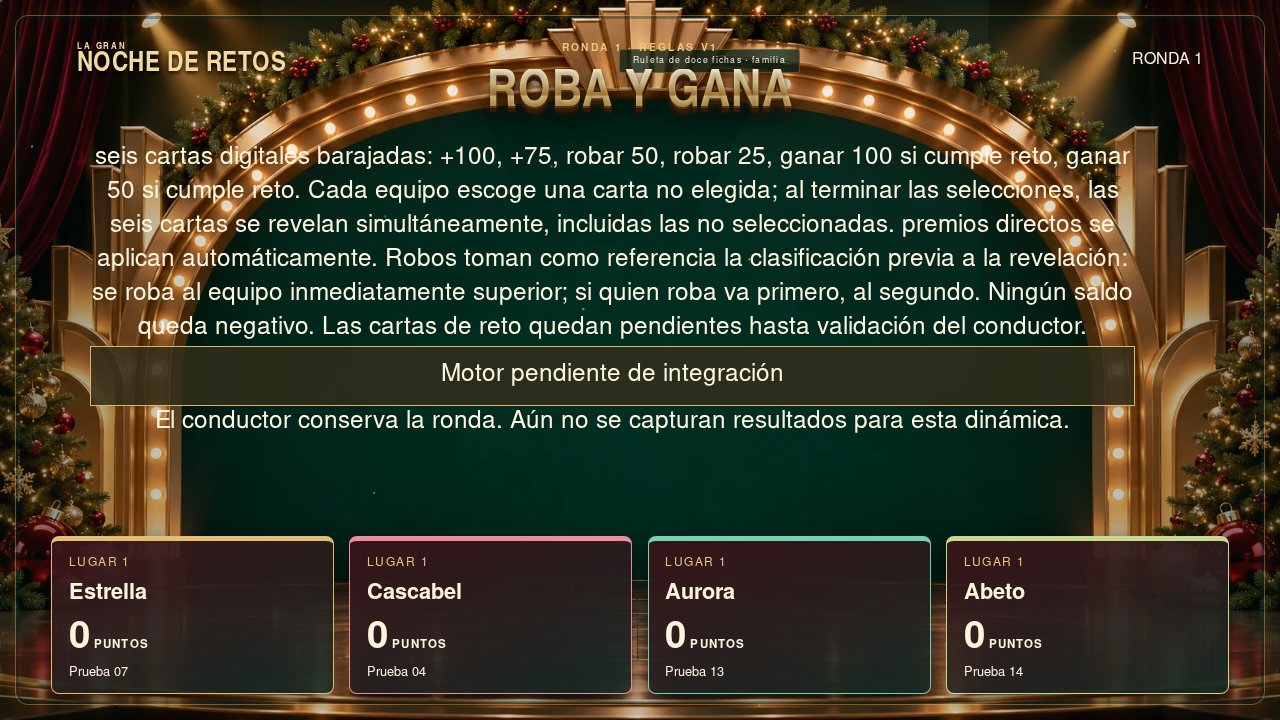 LA GRAN
NOCHE DE RETOS
RONDA 1 · REGLAS V1
Ruleta de doce fichas · familia
ROBA Y GANA
RONDA 1
seis cartas digitales barajadas: +100, +75, robar 50, robar 25, ganar 100 si cumple reto, ganar
50 si cumple reto. Cada equipo escoge una carta no elegida; al terminar las selecciones, las
seis cartas se revelan simultáneamente, incluidas las no seleccionadas. premios directos se
aplican automáticamente. Robos toman como referencia la clasificación previa a la revelación:
se roba al equipo inmediatamente superior; si quien roba va primero, al segundo. Ningún saldo
queda negativo. Las cartas de reto quedan pendientes hasta validación del conductor.
Motor pendiente de integración
El conductor conserva la ronda. Aún no se capturan resultados para esta dinámica.
LUGAR 1
Estrella
0 PUNTOS
Prueba 07
LUGAR 1
Cascabel
0 PUNTOS
Prueba 04
LUGAR 1
Aurora
0 PUNTOS
Prueba 13
LUGAR 1
Abeto
0 PUNTOS
Prueba 14